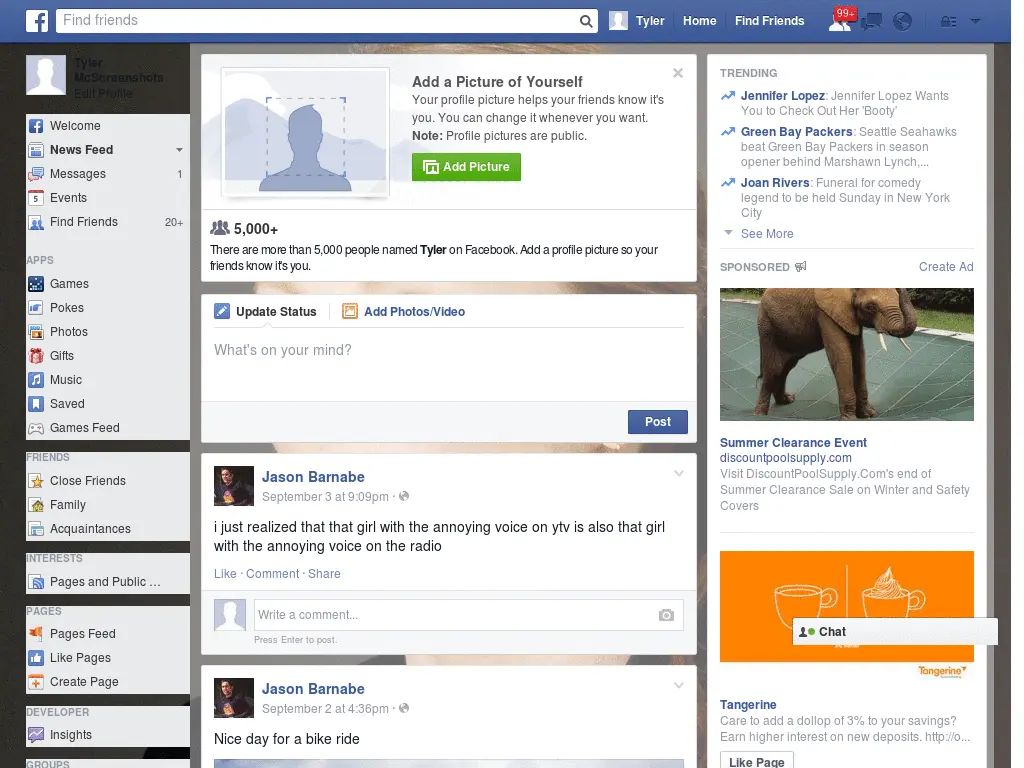 Find friends
Tyler
Home
Find Friends
99+
Tyler McScreenshots
Edit Profile
Welcome
News Feed
Messages 1
5 Events
Find Friends 20+
APPS
Games
Pokes
Photos
Gifts
Music
Saved
Games Feed
FRIENDS
Close Friends
Family
Acquaintances
INTERESTS
Pages and Public ...
PAGES
Pages Feed
Like Pages
Create Page
DEVELOPER
Insights
GROUPS
Add a Picture of Yourself
Your profile picture helps your friends know it's
you. You can change it whenever you want.
Note: Profile pictures are public.
Add Picture
5,000+
There are more than 5,000 people named Tyler on Facebook. Add a profile picture so your
friends know it's you.
Update Status
Add Photos/Video
What's on your mind?
Post
Jason Barnabe
September 3 at 9:09pm ·
i just realized that that girl with the annoying voice on ytv is also that girl
with the annoying voice on the radio
Like · Comment · Share
Write a comment...
Press Enter to post.
Jason Barnabe
September 2 at 4:36pm ·
Nice day for a bike ride
TRENDING
Jennifer Lopez: Jennifer Lopez Wants
You to Check Out Her 'Booty'
Green Bay Packers: Seattle Seahawks
beat Green Bay Packers in season
opener behind Marshawn Lynch,...
Joan Rivers: Funeral for comedy
legend to be held Sunday in New York
City
See More
SPONSORED
Create Ad
Summer Clearance Event
discountpoolsupply.com
Visit DiscountPoolSupply.Com's end of
Summer Clearance Sale on Winter and Safety
Covers
Chat
Tangerine
Tangerine
Care to add a dollop of 3% to your savings?
Earn higher interest on new deposits. http://o...
Like Page